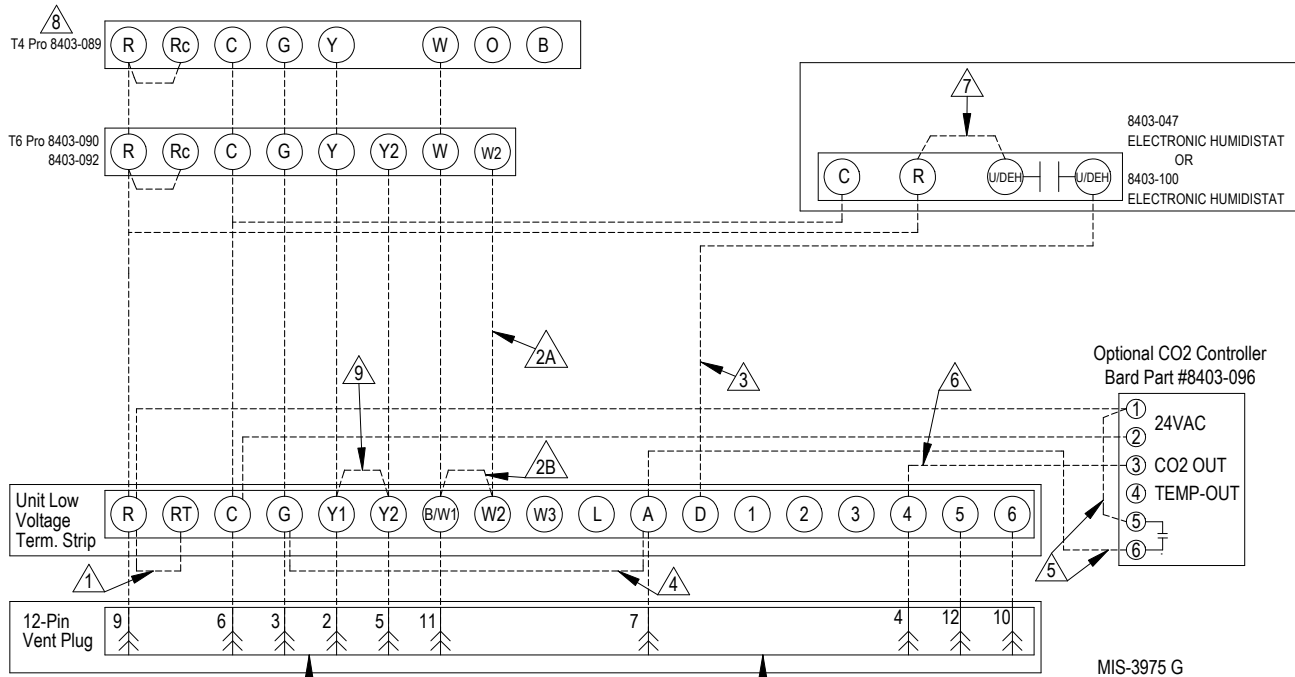 8
T4 Pro 8403-089
R Rc C G Y W O B
T6 Pro 8403-090
8403-092
R Rc C G Y Y2 W W2
7
8403-047
ELECTRONIC HUMIDISTAT
OR
8403-100
ELECTRONIC HUMIDISTAT
C R U/DEH U/DEH
2A
3
9
6
2B
Optional CO2 Controller
Bard Part #8403-096
1
24VAC
2
3 CO2 OUT
4 TEMP-OUT
5
6
5
Unit Low
Voltage
Term. Strip
R RT C G Y1 Y2 B/W1 W2 W3 L A D 1 2 3 4 5 6
1
4
12-Pin
Vent Plug
9 6 3 2 5 11 7 4 12 10
MIS-3975 G